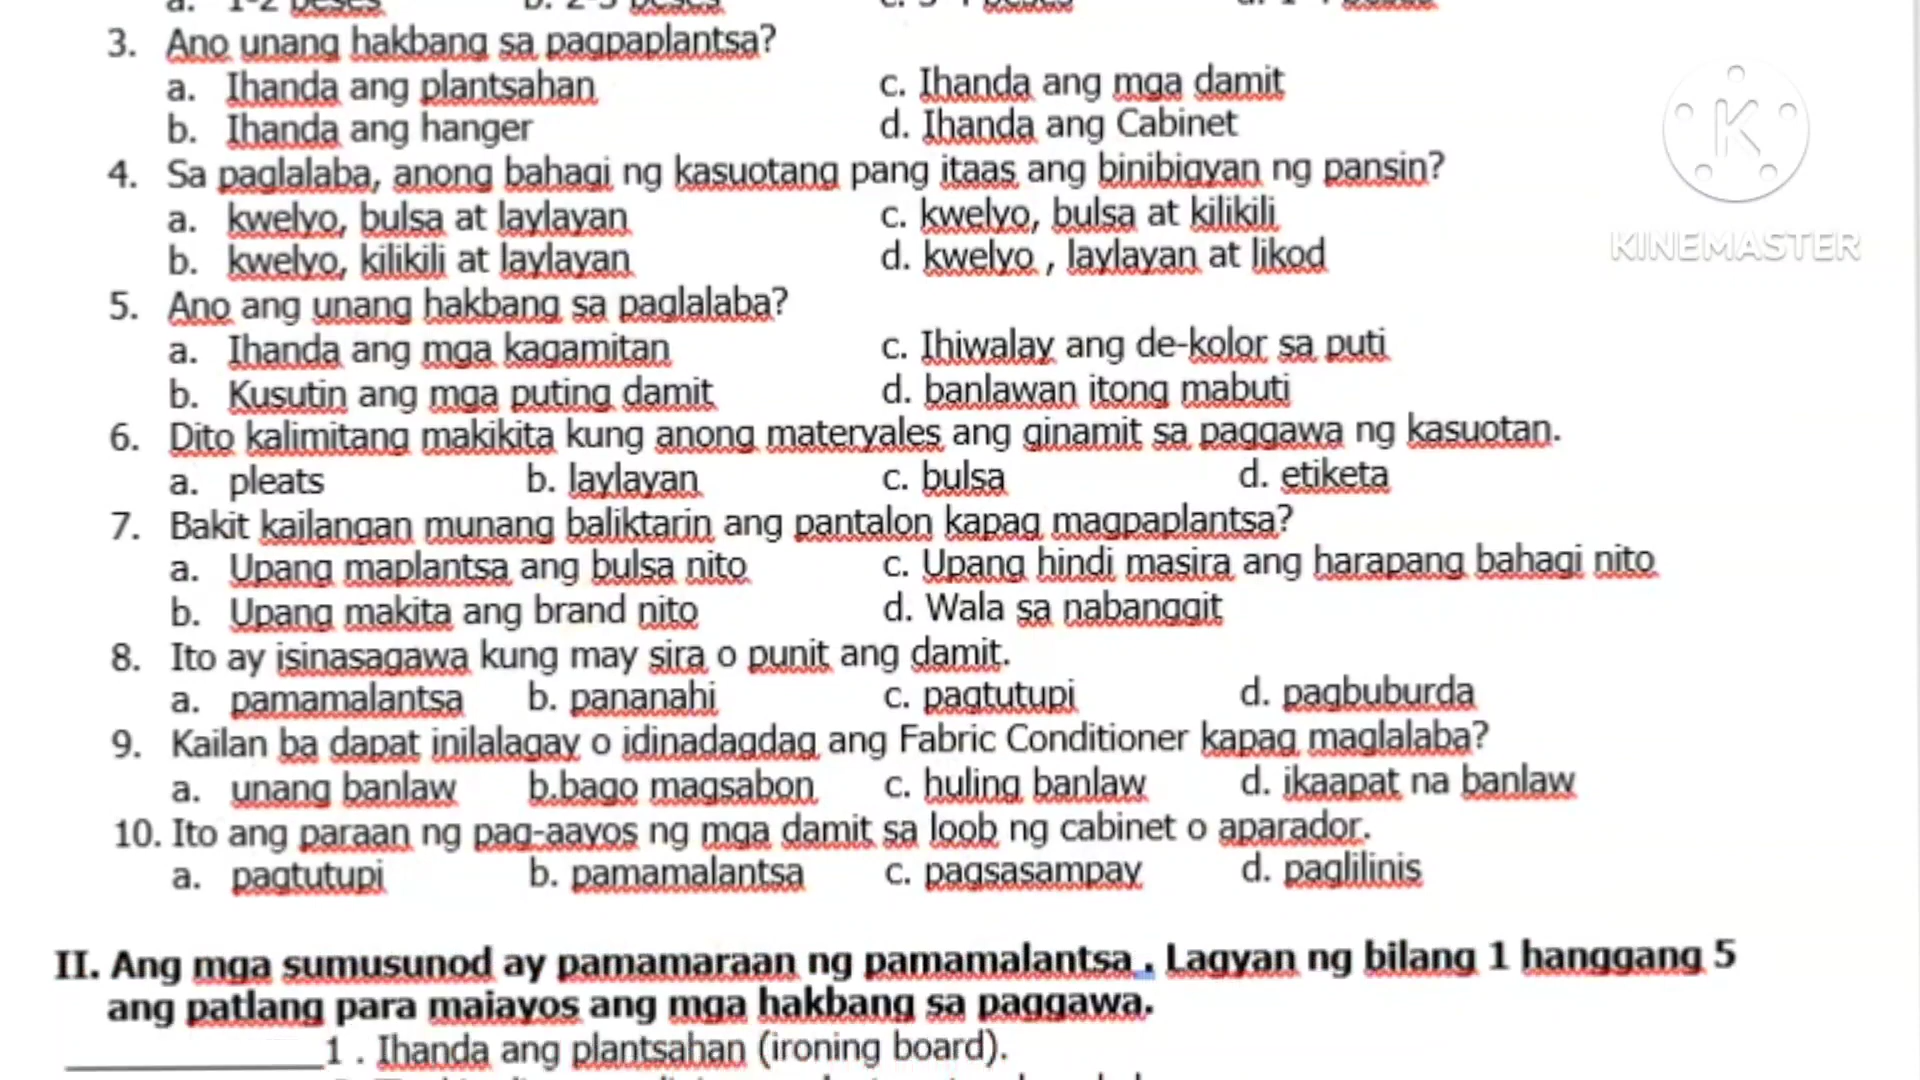 3. Ano unang hakbang sa pagpaplantsa?
a. Ihanda ang plantsahan c. Ihanda ang mga damit
b. Ihanda ang hanger d. Ihanda ang Cabinet
4. Sa paglalaba, anong bahagi ng kasuotang pang itaas ang binibigyan ng pansin?
a. kwelyo, bulsa at laylayan c. kwelyo, bulsa at kilikili
b. kwelyo, kilikili at laylayan d. kwelyo , laylayan at likod
5. Ano ang unang hakbang sa paglalaba?
a. Ihanda ang mga kagamitan c. Ihiwalay ang de-kolor sa puti
b. Kusutin ang mga puting damit d. banlawan itong mabuti
6. Dito kalimitang makikita kung anong materyales ang ginamit sa paggawa ng kasuotan.
a. pleats b. laylayan c. bulsa d. etiketa
7. Bakit kailangan munang baliktarin ang pantalon kapag magpaplantsa?
a. Upang maplantsa ang bulsa nito c. Upang hindi masira ang harapang bahagi nito
b. Upang makita ang brand nito d. Wala sa nabanggit
8. Ito ay isinasagawa kung may sira o punit ang damit.
a. pamamalantsa b. pananahi c. pagtutupi d. pagbuburda
9. Kailan ba dapat inilalagay o idinadagdag ang Fabric Conditioner kapag maglalaba?
a. unang banlaw b.bago magsabon c. huling banlaw d. ikaapat na banlaw
10. Ito ang paraan ng pag-aayos ng mga damit sa loob ng cabinet o aparador.
a. pagtutupi b. pamamalantsa c. pagsasampay d. paglilinis
II. Ang mga sumusunod ay pamamaraan ng pamamalantsa . Lagyan ng bilang 1 hanggang 5
ang patlang para maiayos ang mga hakbang sa paggawa.
____________1 . Ihanda ang plantsahan (ironing board).
K
KINEMASTER